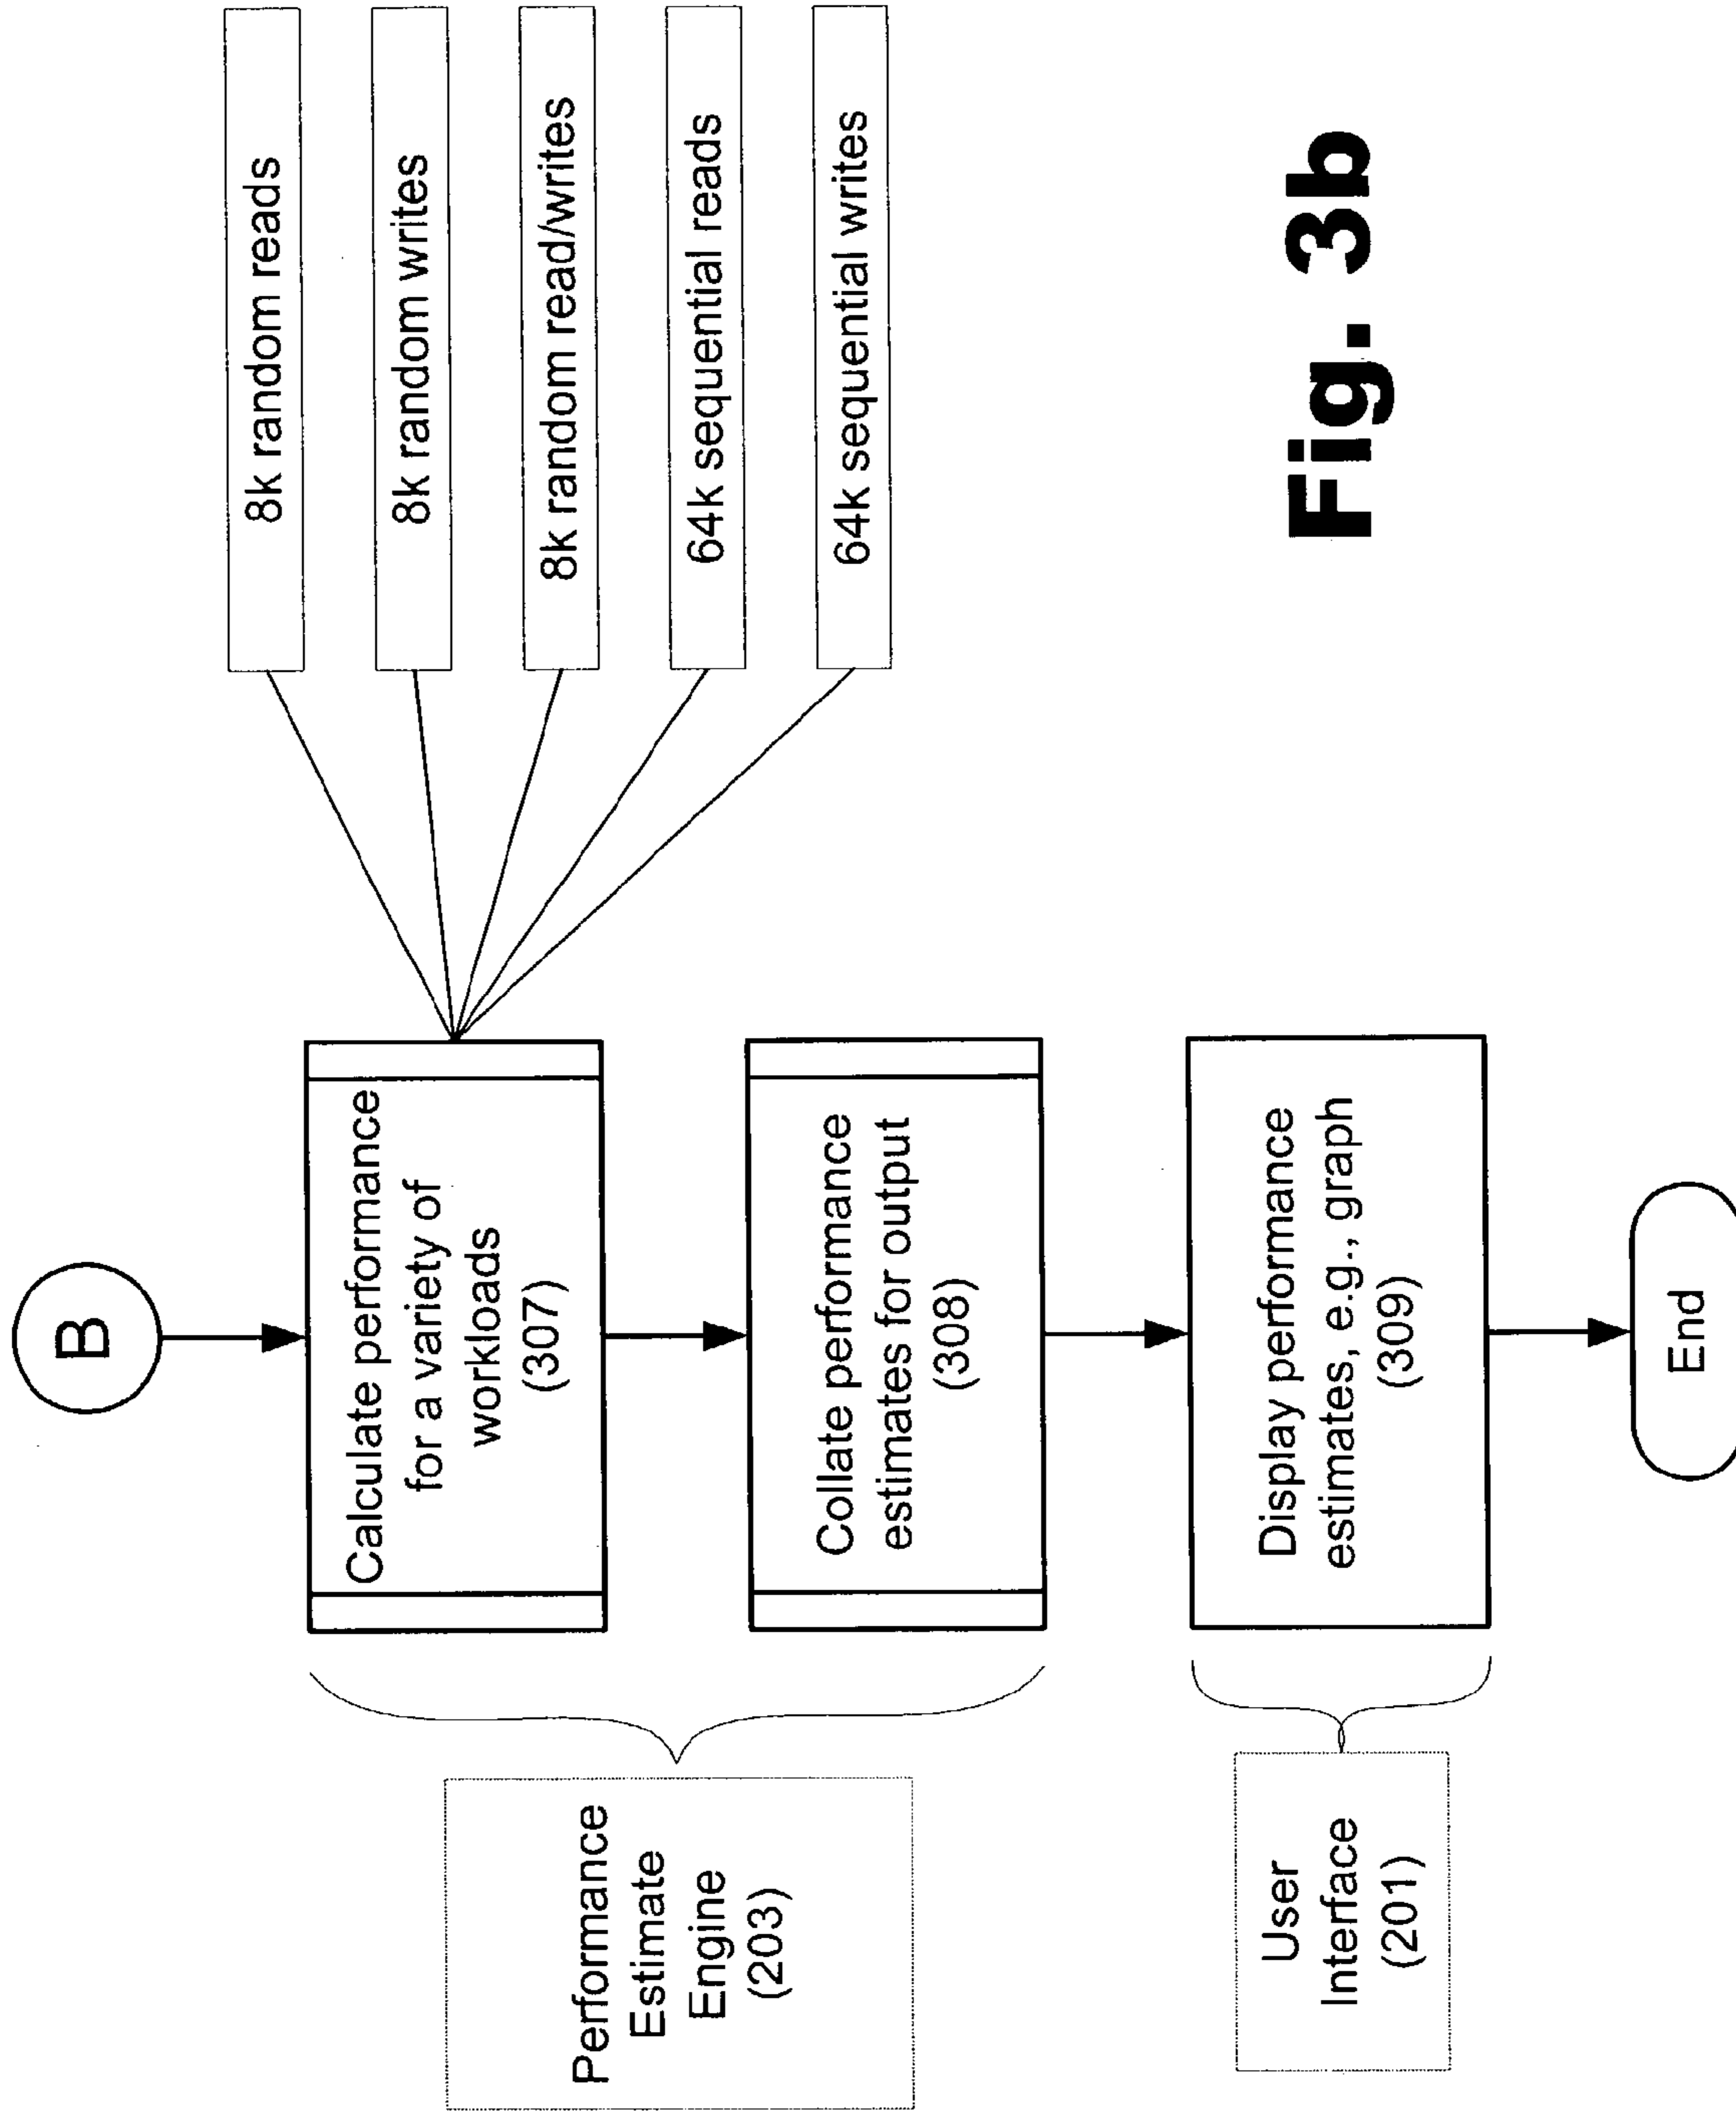 B
Calculate performance
for a variety of
workloads
(307)
8k random reads
8k random writes
8k random read/writes
64k sequential reads
64k sequential writes
Collate performance
estimates for output
(308)
Performance
Estimate
Engine
(203)
Display performance
estimates, e.g., graph
(309)
User
Interface
(201)
End
Fig. 3b